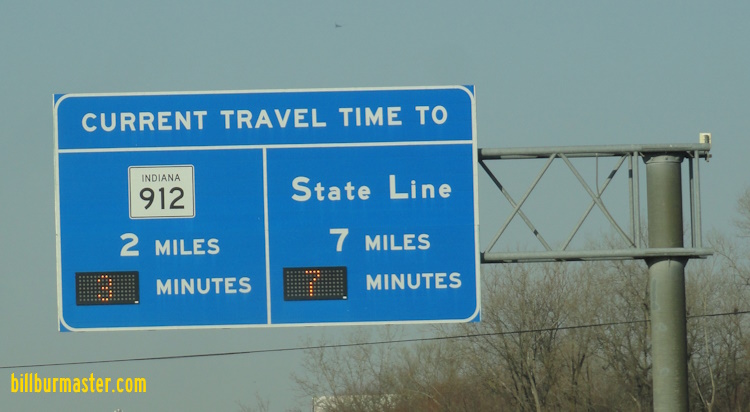 CURRENT TRAVEL TIME TO
INDIANA
912
2 MILES
3 MINUTES
State Line
7 MILES
7 MINUTES
billburmaster.com